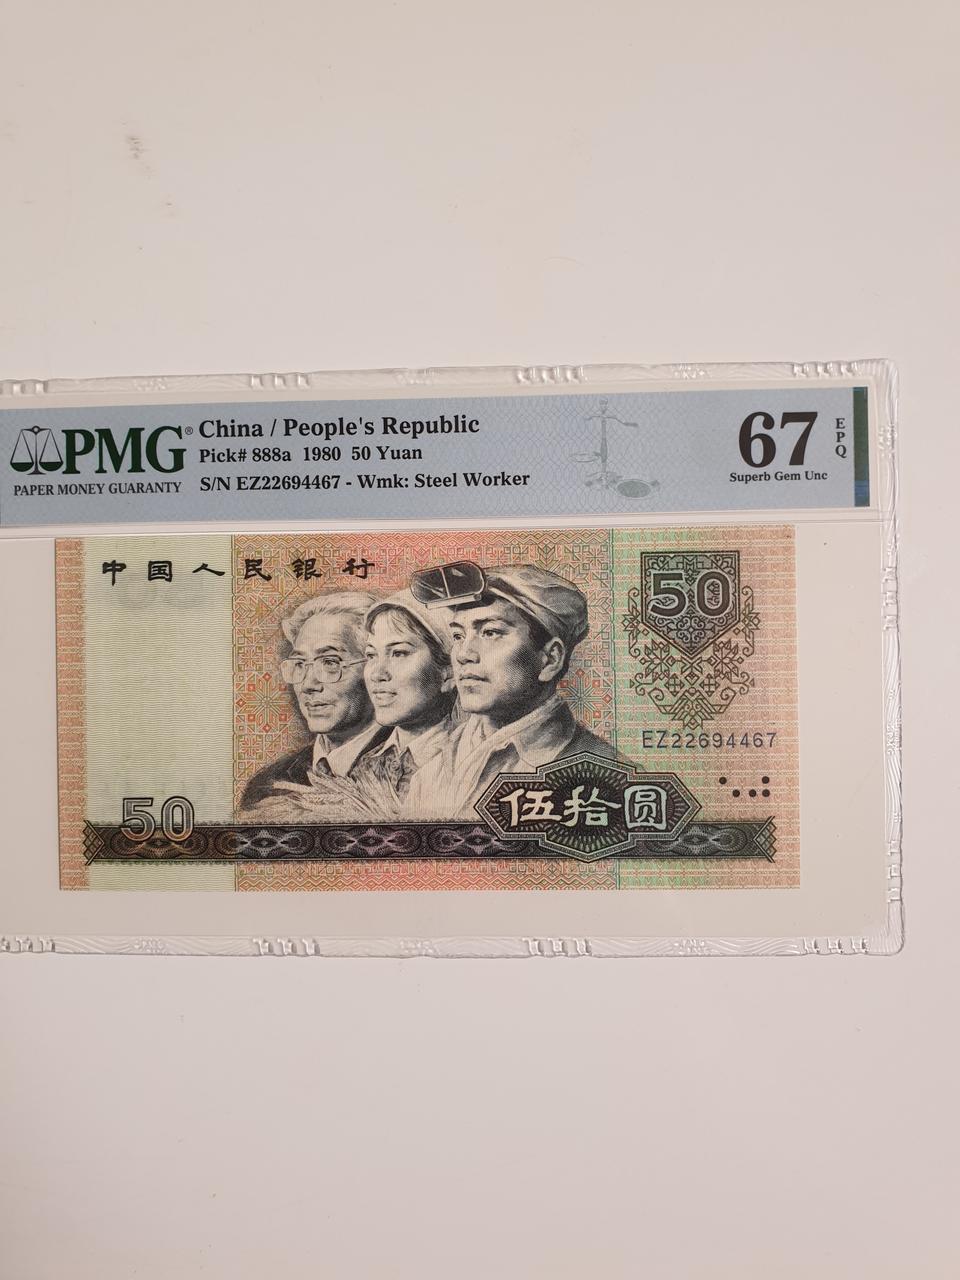 PMG®
PAPER MONEY GUARANTY
China / People's Republic
Pick# 888a 1980 50 Yuan
S/N EZ22694467 - Wmk: Steel Worker
67
EPQ
Superb Gem Unc
中国人民银行
50
EZ22694467
50
伍拾圆